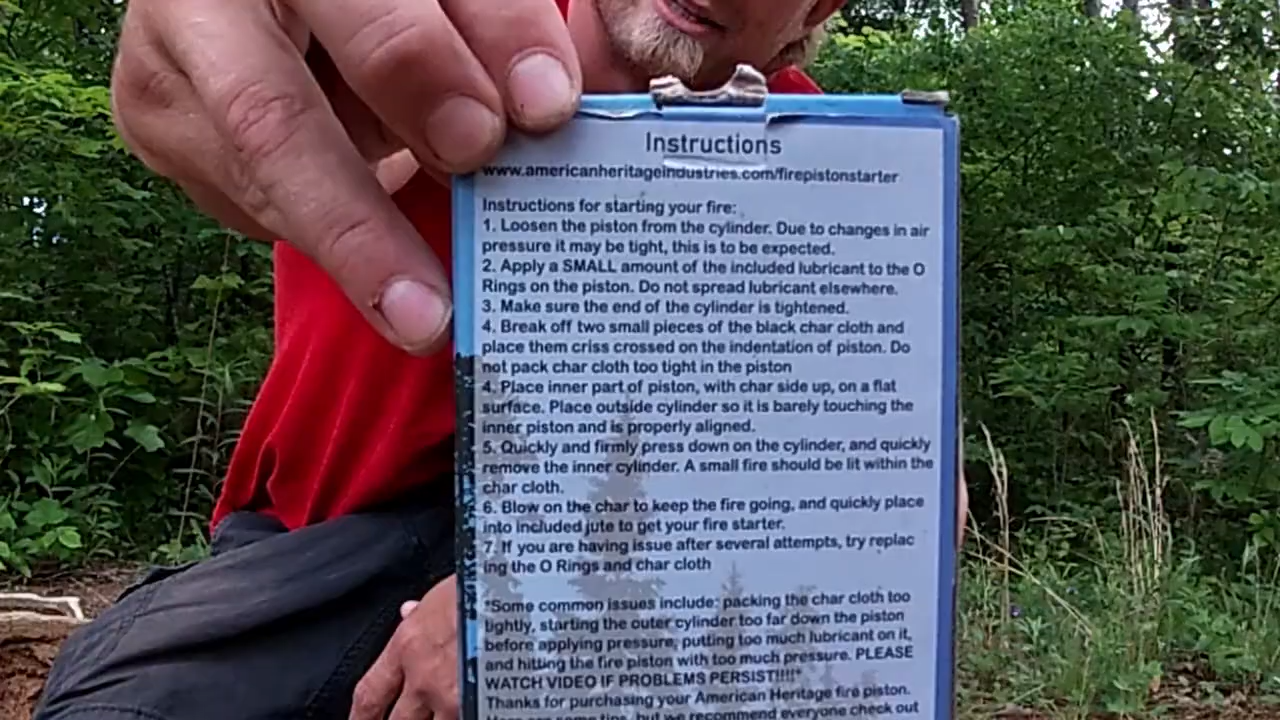 Instructions
www.americanheritageindustries.com/firepistonstarter
Instructions for starting your fire:
1. Loosen the piston from the cylinder. Due to changes in air
pressure it may be tight, this is to be expected.
2. Apply a SMALL amount of the included lubricant to the O
Rings on the piston. Do not spread lubricant elsewhere.
3. Make sure the end of the cylinder is tightened.
4. Break off two small pieces of the black char cloth and
place them criss crossed on the indentation of piston. Do
not pack char cloth too tight in the piston
4. Place inner part of piston, with char side up, on a flat
surface. Place outside cylinder so it is barely touching the
inner piston and is properly aligned.
5. Quickly and firmly press down on the cylinder, and quickly
remove the inner cylinder. A small fire should be lit within the
char cloth.
6. Blow on the char to keep the fire going, and quickly place
into included jute to get your fire starter.
7. If you are having issue after several attempts, try replac
ing the O Rings and char cloth
*Some common issues include: packing the char cloth too
tightly, starting the outer cylinder too far down the piston
before applying pressure, putting too much lubricant on it,
and hitting the fire piston with too much pressure. PLEASE
WATCH VIDEO IF PROBLEMS PERSIST!!!!*
Thanks for purchasing your American Heritage fire piston.
Here are some tips, but we recommend everyone check out